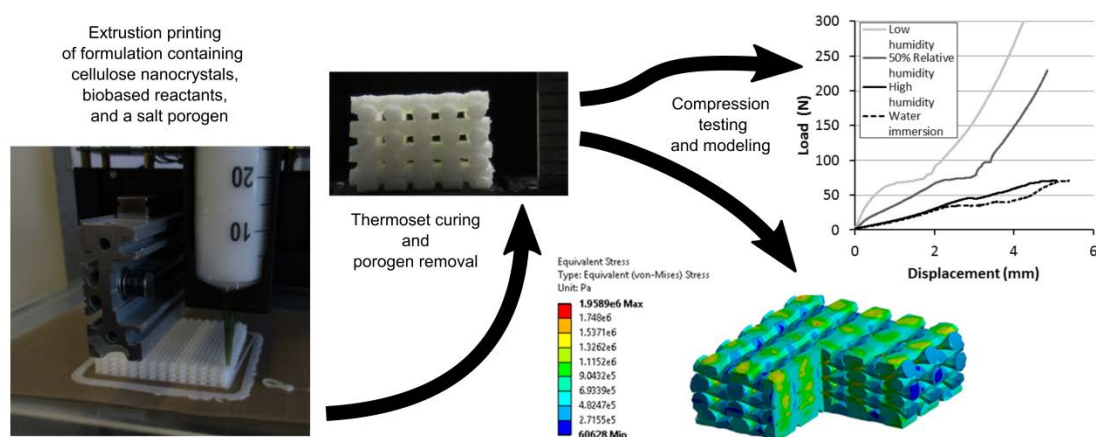 Extrustion printing
of formulation containing
cellulose nanocrystals,
biobased reactants,
and a salt porogen
20
10
Thermoset curing
and
porogen removal
Compression
testing
and modeling
Load (N)
300
250
200
150
100
50
0
Low
humidity
50% Relative
humidity
High
humidity
Water
immersion
0
2
4
6
Displacement (mm)
Equivalent Stress
Type: Equivalent (von-Mises) Stress
Unit: Pa
1.9589e6 Max
1.748e6
1.5371e6
1.3262e6
1.1152e6
9.0432e5
6.9339e5
4.8247e5
2.7155e5
60628 Min